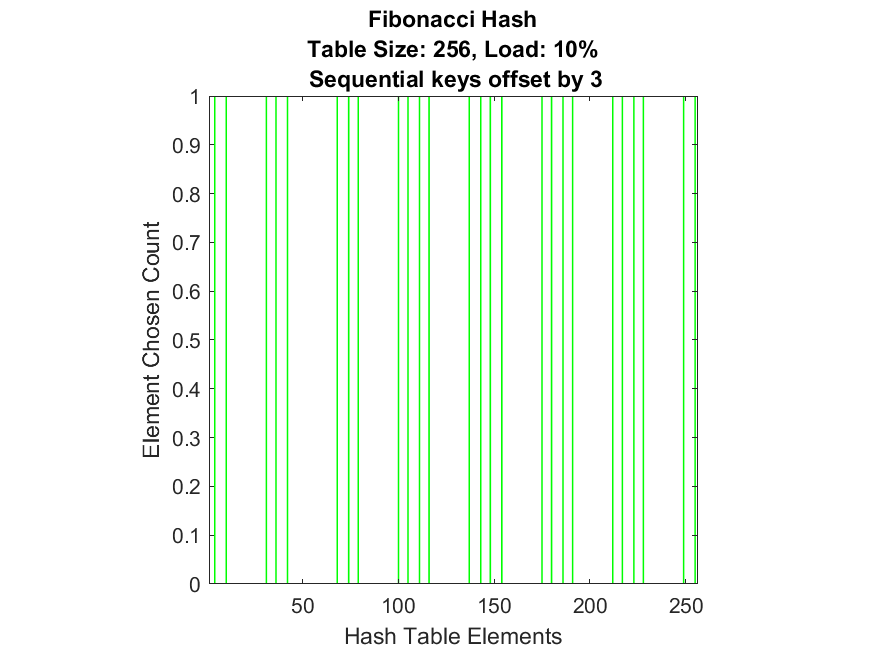 Fibonacci Hash
Table Size: 256, Load: 10%
Sequential keys offset by 3
1
0.9
0.8
0.7
0.6
0.5
0.4
0.3
0.2
0.1
0
Element Chosen Count
50 100 150 200 250
Hash Table Elements